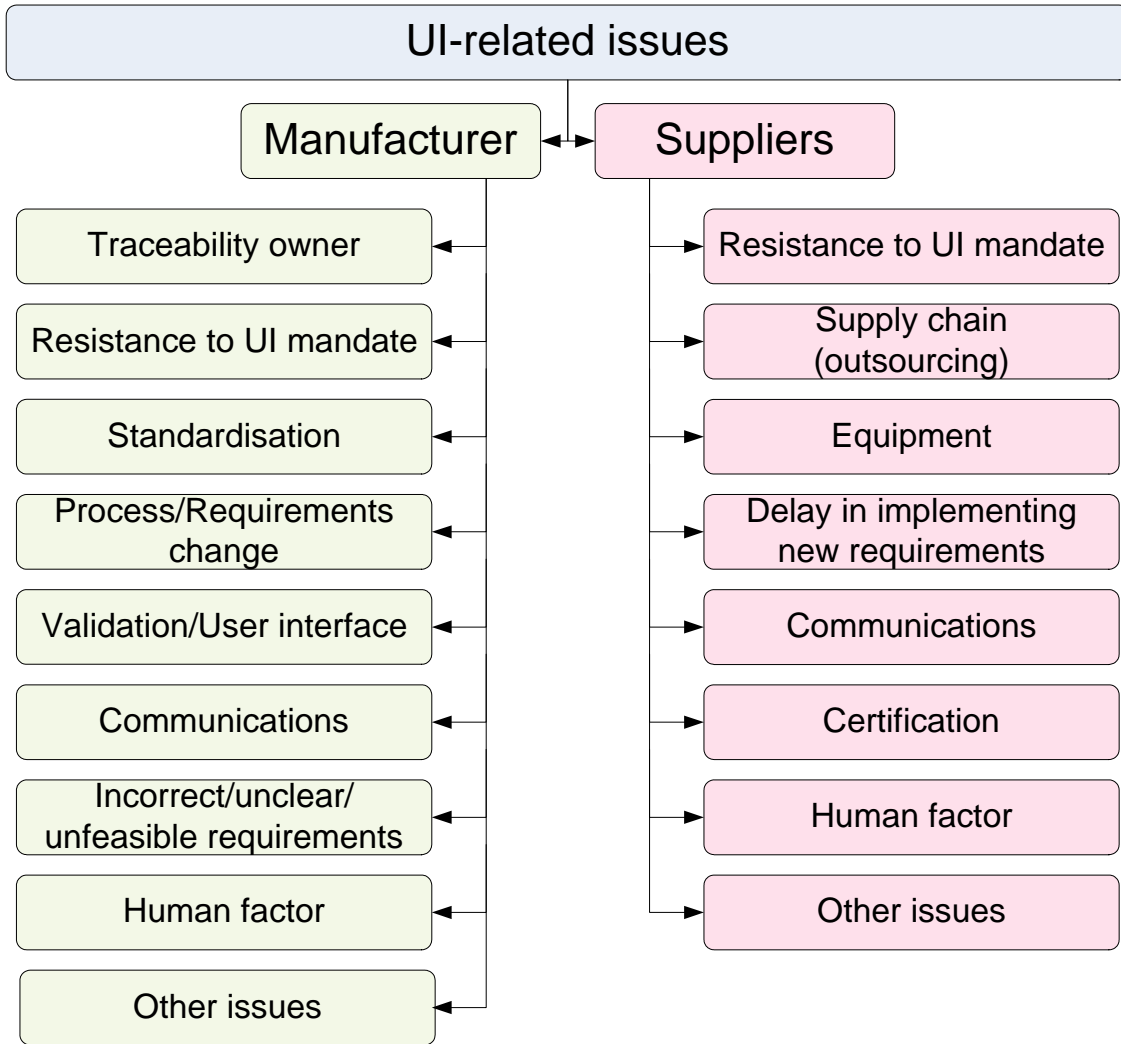 UI-related issues
Manufacturer
Suppliers
Traceability owner
Resistance to UI mandate
Standardisation
Process/Requirements
change
Validation/User interface
Communications
Incorrect/unclear/
unfeasible requirements
Human factor
Other issues
Resistance to UI mandate
Supply chain
(outsourcing)
Equipment
Delay in implementing
new requirements
Communications
Certification
Human factor
Other issues